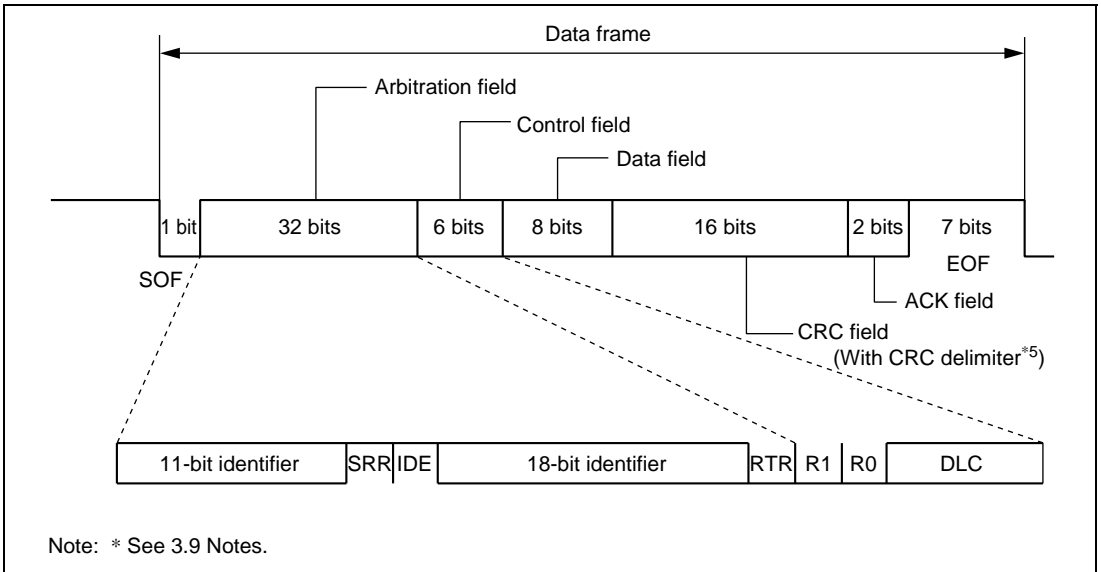 Data frame
Arbitration field
Control field
Data field
1 bit 32 bits 6 bits 8 bits 16 bits 2 bits 7 bits
SOF
EOF
ACK field
CRC field
(With CRC delimiter*5)
11-bit identifier SRR IDE 18-bit identifier RTR R1 R0 DLC
Note: * See 3.9 Notes.